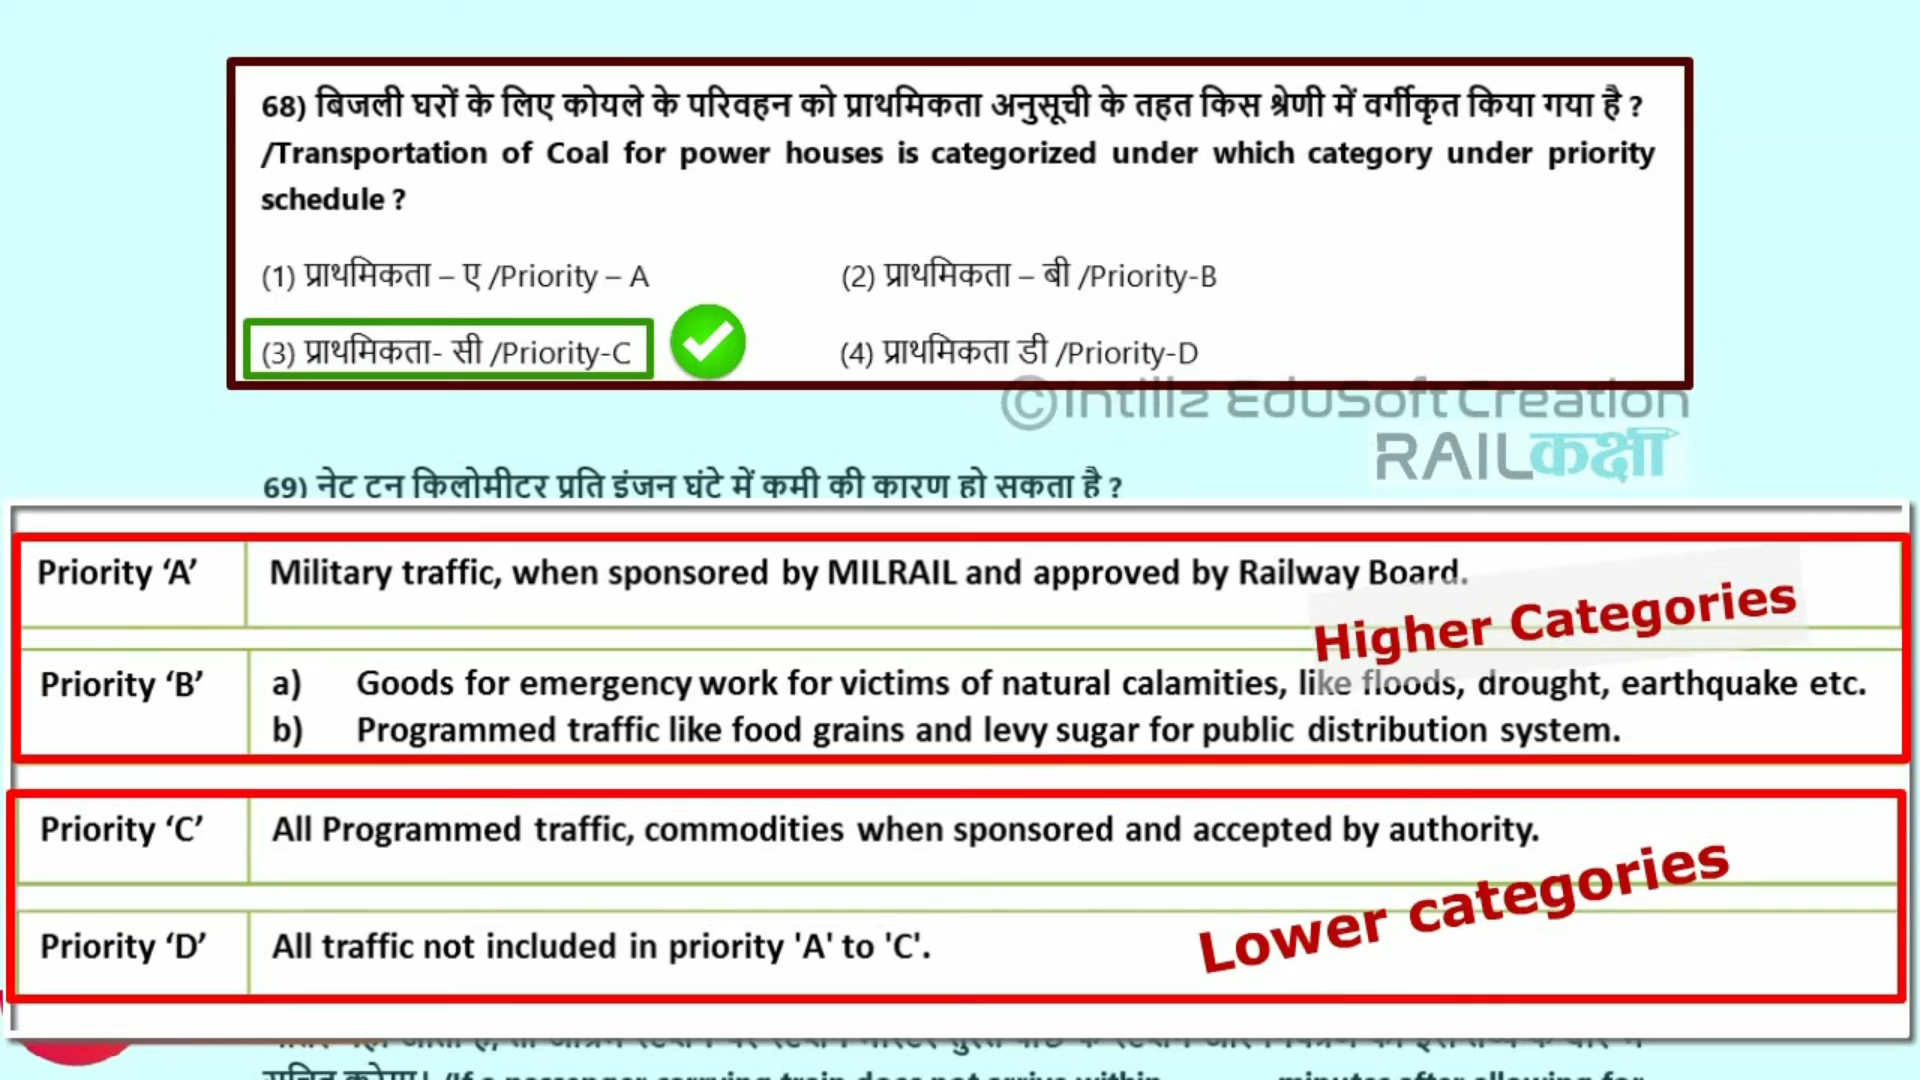 68) बिजली घरों के लिए कोयले के परिवहन को प्राथमिकता अनुसूची के तहत किस श्रेणी में वर्गीकृत किया गया है ?
/Transportation of Coal for power houses is categorized under which category under priority
schedule ?
(1) प्राथमिकता – ए /Priority – A (2) प्राथमिकता – बी /Priority-B
(3) प्राथमिकता- सी /Priority-C (4) प्राथमिकता डी /Priority-D
©Intillz EduSoft Creation
RAILकक्षा
69) नेट टन किलोमीटर प्रति इंजन घंटे में कमी की कारण हो सकता है ?
Priority ‘A’ Military traffic, when sponsored by MILRAIL and approved by Railway Board.
Higher Categories
Priority ‘B’ a) Goods for emergency work for victims of natural calamities, like floods, drought, earthquake etc.
b) Programmed traffic like food grains and levy sugar for public distribution system.
Priority ‘C’ All Programmed traffic, commodities when sponsored and accepted by authority.
Lower categories
Priority ‘D’ All traffic not included in priority 'A' to 'C'.